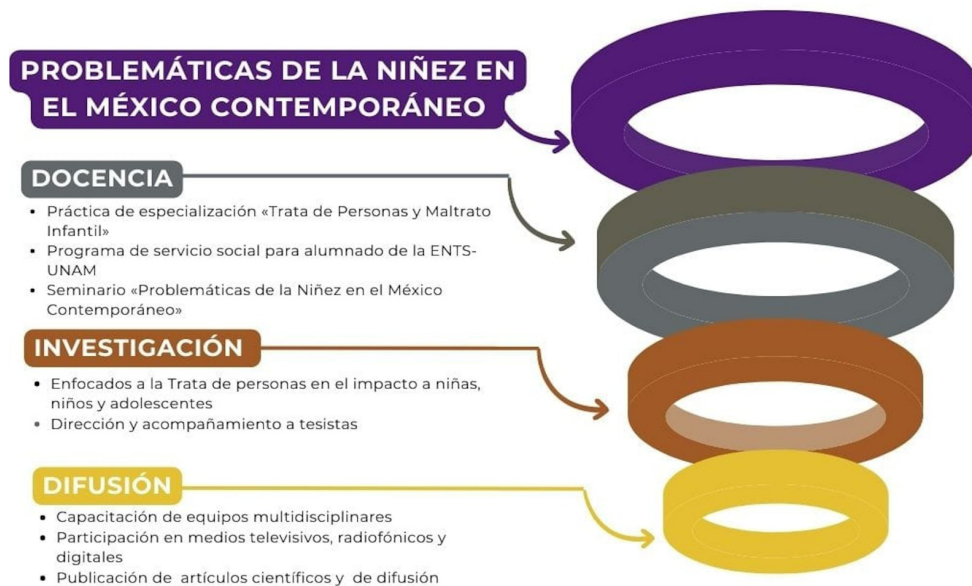 PROBLEMÁTICAS DE LA NIÑEZ EN
EL MÉXICO CONTEMPORÁNEO
DOCENCIA
• Práctica de especialización «Trata de Personas y Maltrato
Infantil»
• Programa de servicio social para alumnado de la ENTS-
UNAM
• Seminario «Problemáticas de la Niñez en el México
Contemporáneo»
INVESTIGACIÓN
• Enfocados a la Trata de personas en el impacto a niñas,
niños y adolescentes
• Dirección y acompañamiento a tesistas
DIFUSIÓN
• Capacitación de equipos multidisciplinares
• Participación en medios televisivos, radiofónicos y
digitales
• Publicación de artículos científicos y de difusión